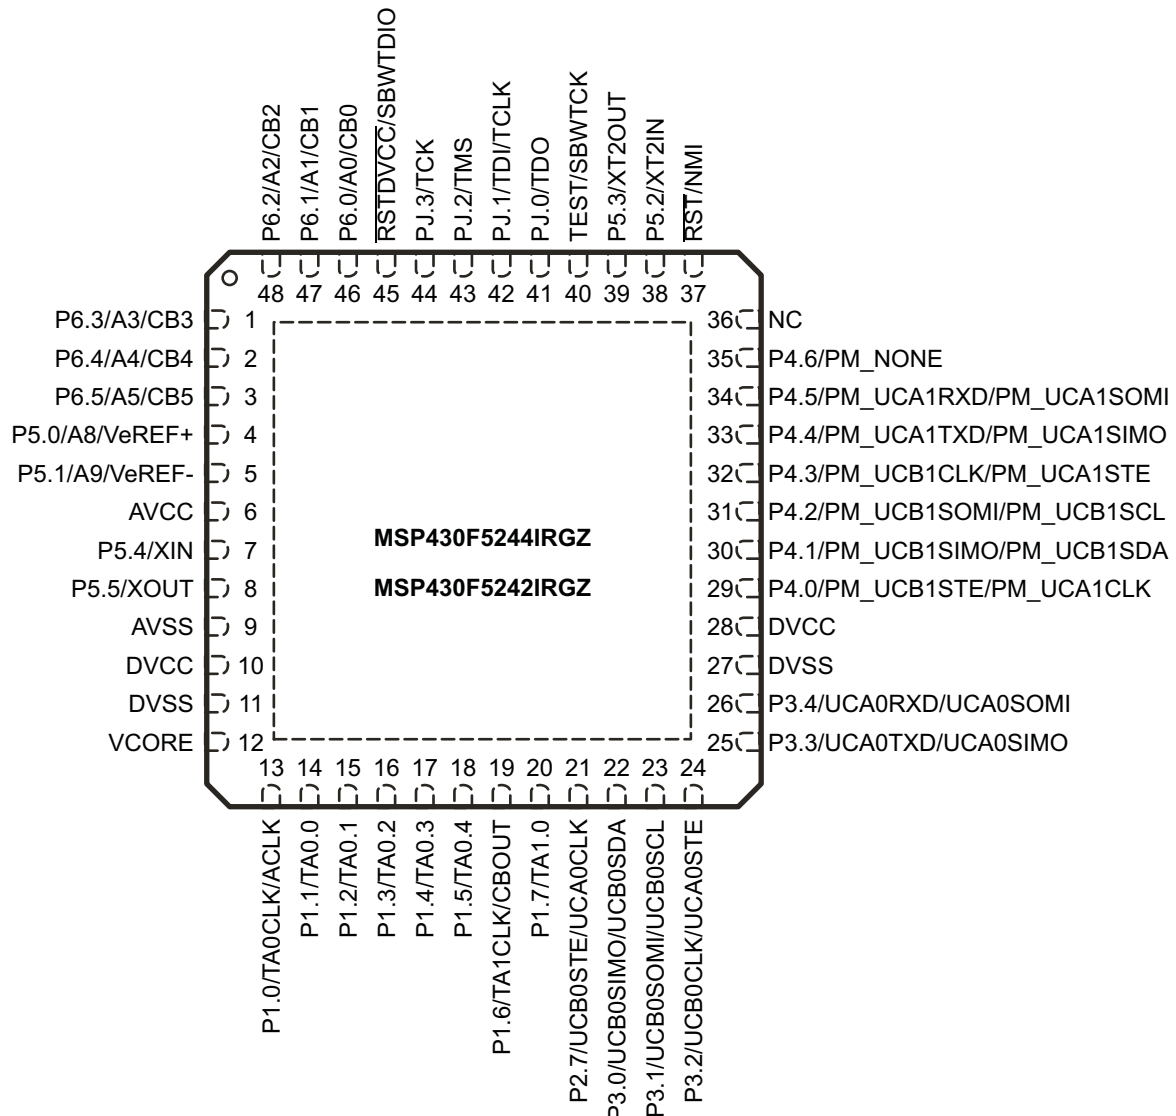 P6.2/A2/CB2
P6.1/A1/CB1
P6.0/A0/CB0
RSTDVCC/SBWTDIO
PJ.3/TCK
PJ.2/TMS
PJ.1/TDI/TCLK
PJ.0/TDO
TEST/SBWTCK
P5.3/XT2OUT
P5.2/XT2IN
RST/NMI
48 47 46 45 44 43 42 41 40 39 38 37
P6.3/A3/CB3 1
P6.4/A4/CB4 2
P6.5/A5/CB5 3
P5.0/A8/VeREF+ 4
P5.1/A9/VeREF- 5
AVCC 6
P5.4/XIN 7
P5.5/XOUT 8
AVSS 9
DVCC 10
DVSS 11
VCORE 12
MSP430F5244IRGZ
MSP430F5242IRGZ
36 NC
35 P4.6/PM_NONE
34 P4.5/PM_UCA1RXD/PM_UCA1SOMI
33 P4.4/PM_UCA1TXD/PM_UCA1SIMO
32 P4.3/PM_UCB1CLK/PM_UCA1STE
31 P4.2/PM_UCB1SOMI/PM_UCB1SCL
30 P4.1/PM_UCB1SIMO/PM_UCB1SDA
29 P4.0/PM_UCB1STE/PM_UCA1CLK
28 DVCC
27 DVSS
26 P3.4/UCA0RXD/UCA0SOMI
25 P3.3/UCA0TXD/UCA0SIMO
13 14 15 16 17 18 19 20 21 22 23 24
P1.0/TA0CLK/ACLK
P1.1/TA0.0
P1.2/TA0.1
P1.3/TA0.2
P1.4/TA0.3
P1.5/TA0.4
P1.6/TA1CLK/CBOUT
P1.7/TA1.0
P2.7/UCB0STE/UCA0CLK
P3.0/UCB0SIMO/UCB0SDA
P3.1/UCB0SOMI/UCB0SCL
P3.2/UCB0CLK/UCA0STE